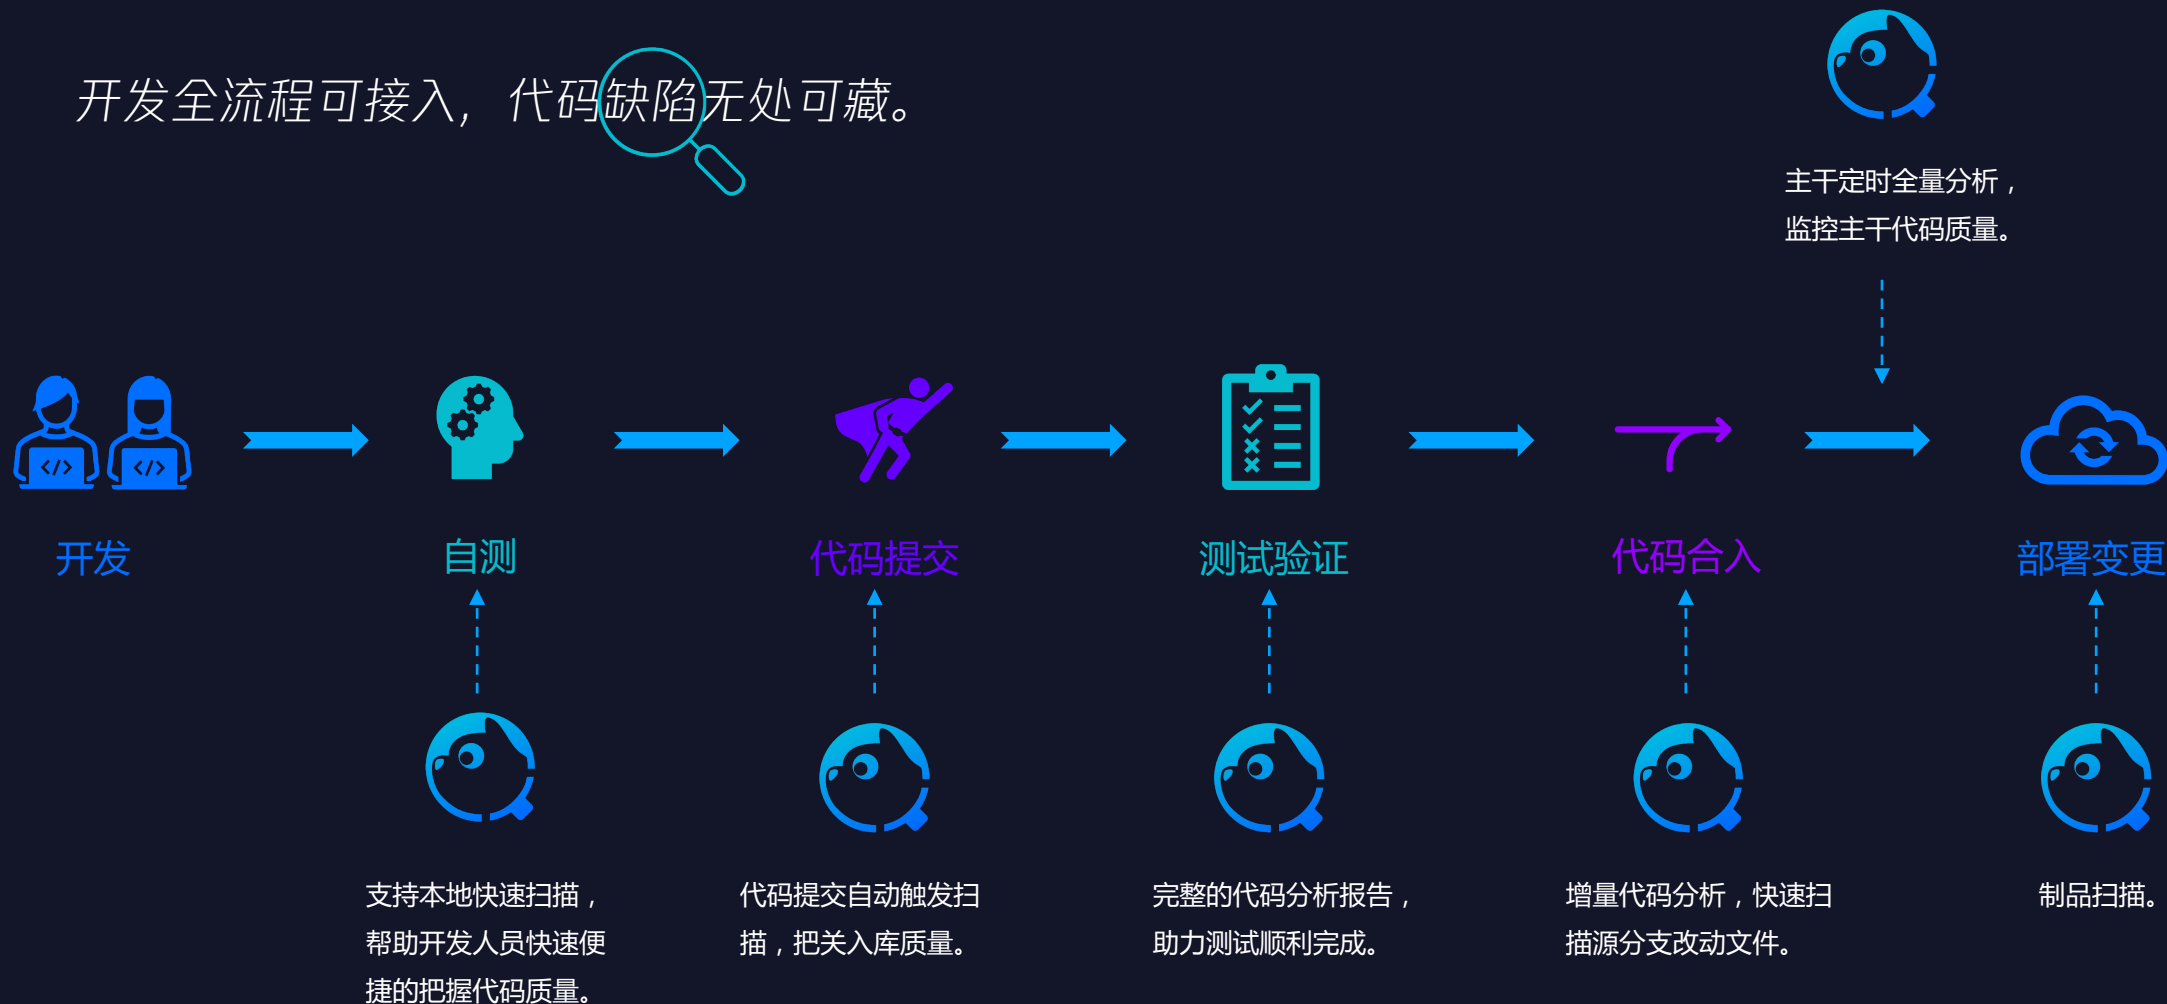 开发全流程可接入，代码缺陷无处可藏。
主干定时全量分析，
监控主干代码质量。
开发
自测
代码提交
测试验证
代码合入
部署变更
支持本地快速扫描，
帮助开发人员快速便
捷的把握代码质量。
代码提交自动触发扫
描，把关入库质量。
完整的代码分析报告，
助力测试顺利完成。
增量代码分析，快速扫
描源分支改动文件。
制品扫描。